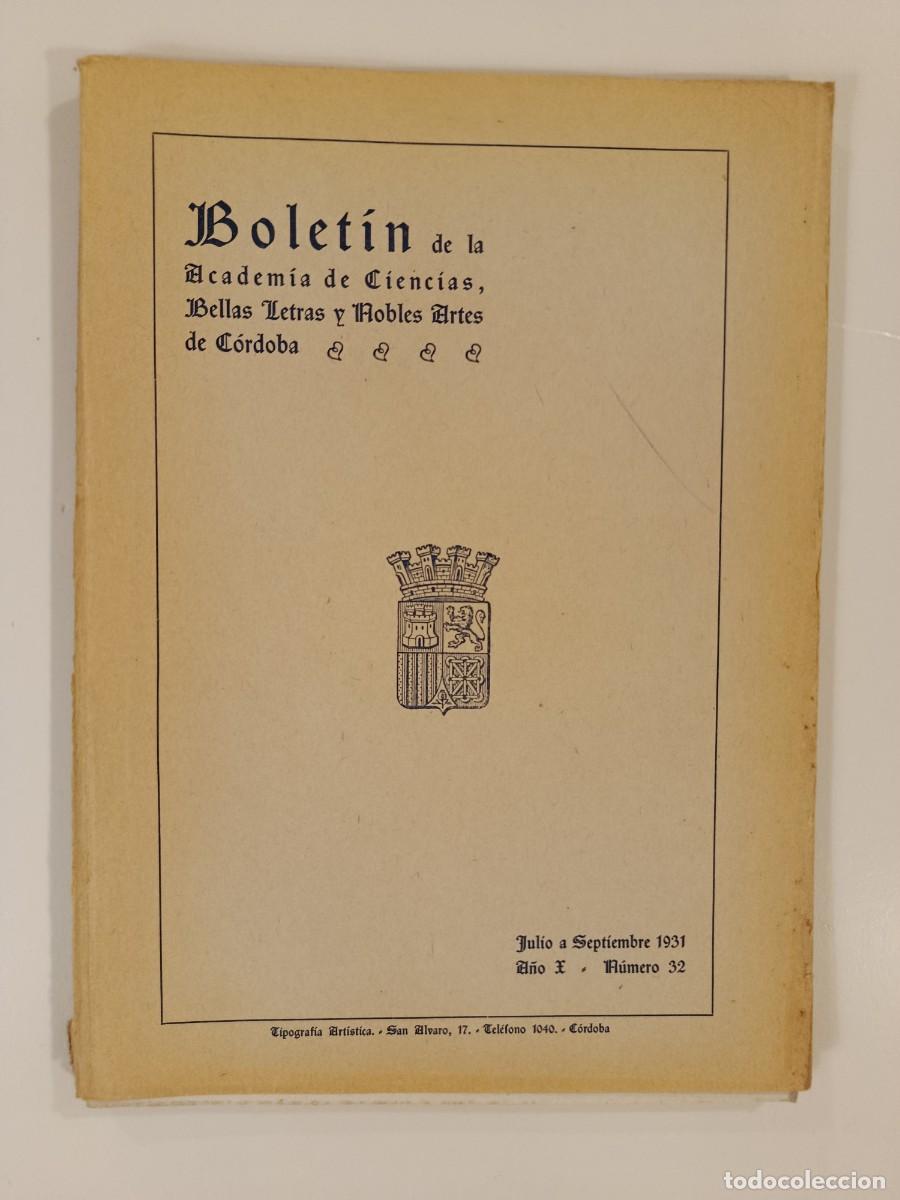 Boletín de la
Academia de Ciencias,
Bellas Letras y Nobles Artes
de Córdoba
Julio a Septiembre 1931
Año X - Número 32
Tipografía Artística. - San Alvaro, 17. - Teléfono 1040. - Córdoba
todocoleccion